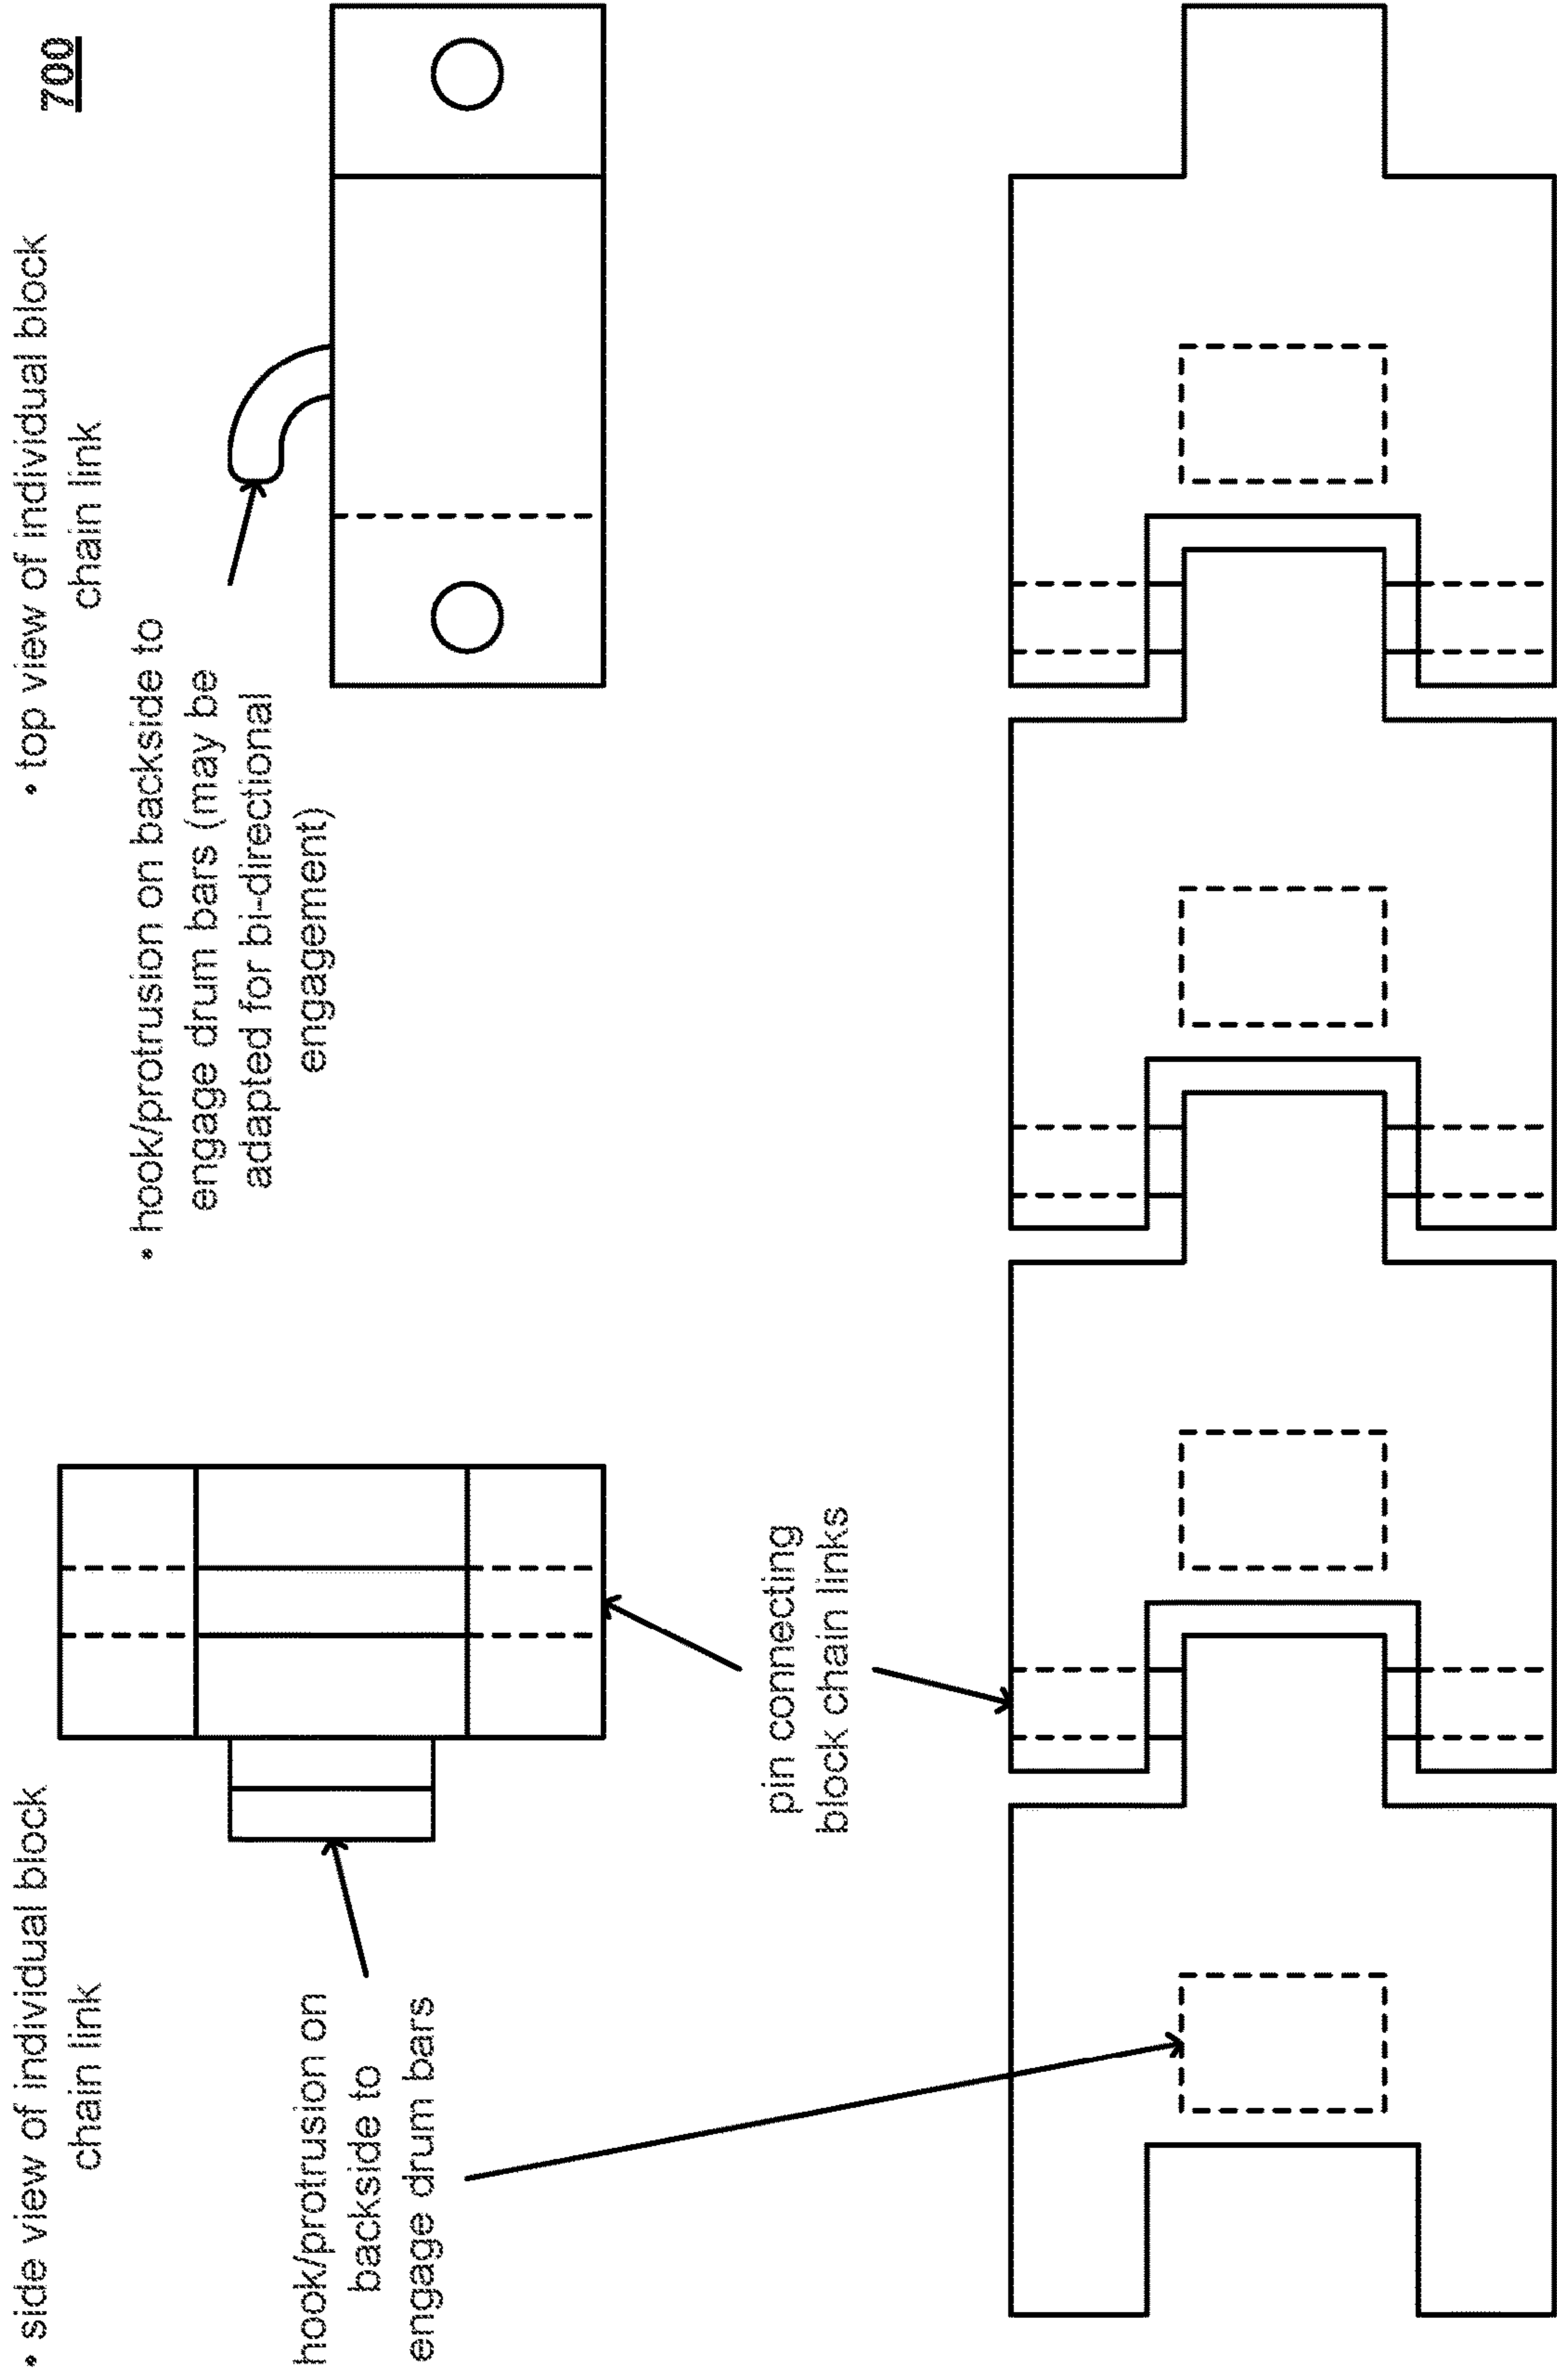 • side view of individual block
chain link
hook/protrusion on
backside to
engage drum bars
pin connecting
block chain links
• top view of individual block
chain link
• hook/protrusion on backside to
engage drum bars (may be
adapted for bi-directional
engagement)
700